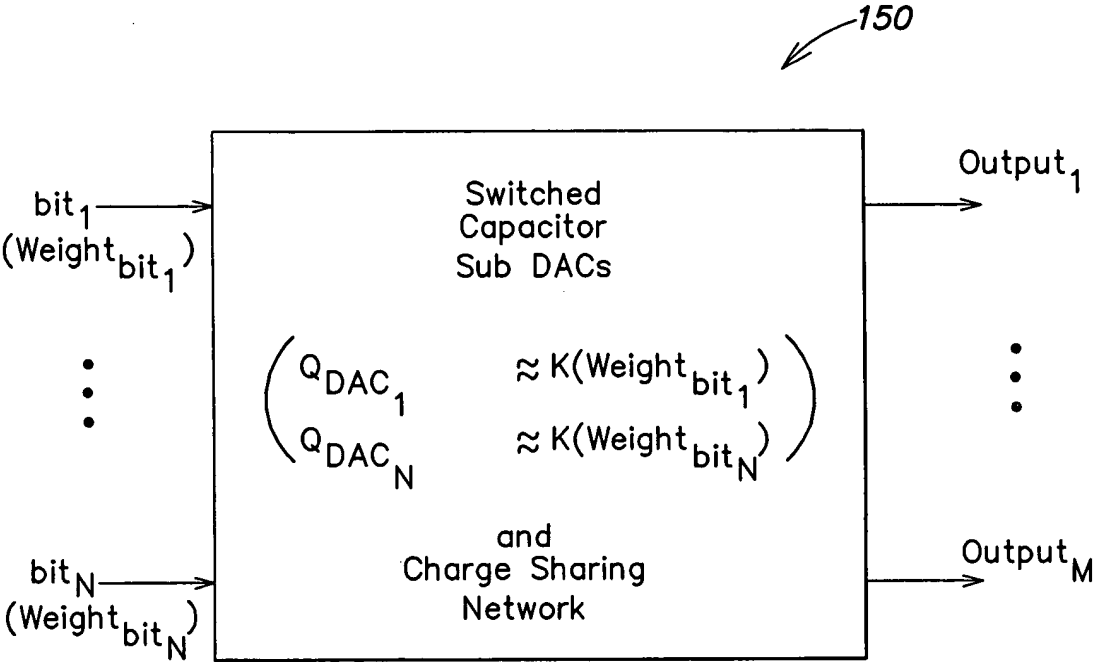 150
Switched
Capacitor
Sub DACs
bit1
(Weightbit1)
Output1
(QDAC1 ≈ K(Weightbit1)
QDACN ≈ K(WeightbitN))
and
Charge Sharing
Network
bitN
(WeightbitN)
OutputM